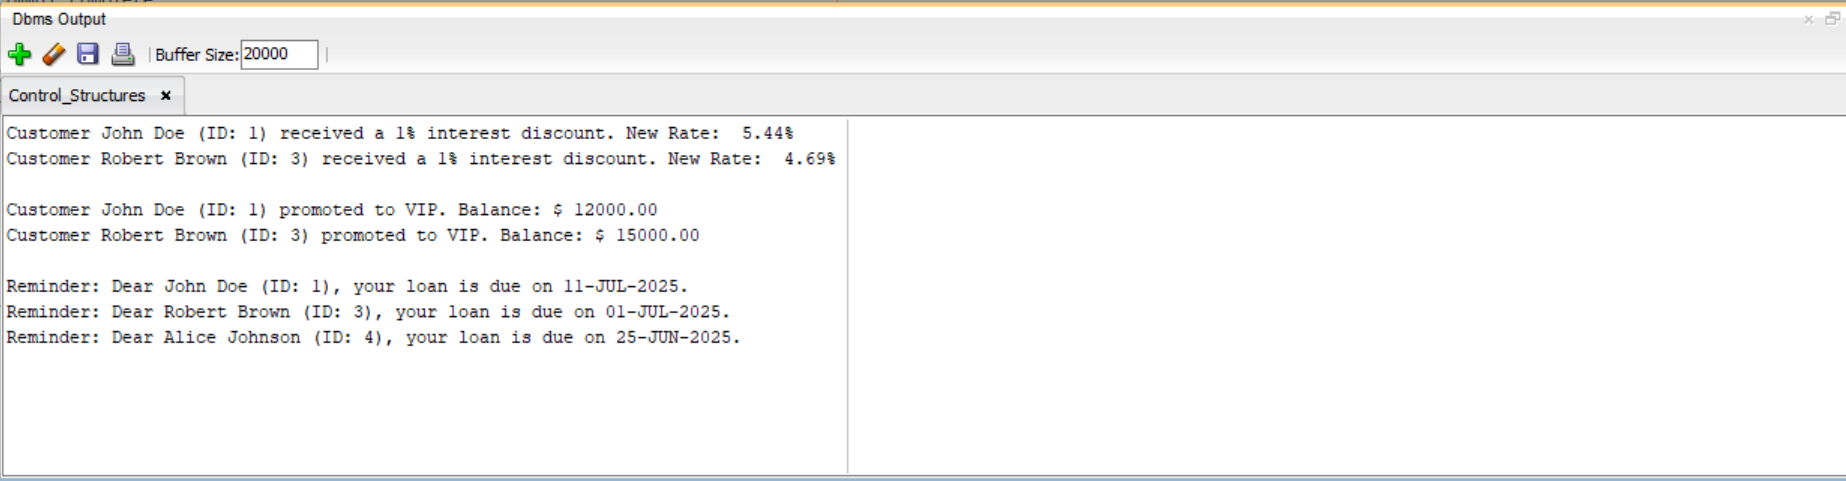 Dbms Output
Buffer Size: 20000
Control_Structures
Customer John Doe (ID: 1) received a 1% interest discount. New Rate:  5.44%
Customer Robert Brown (ID: 3) received a 1% interest discount. New Rate:  4.69%
Customer John Doe (ID: 1) promoted to VIP. Balance: $ 12000.00
Customer Robert Brown (ID: 3) promoted to VIP. Balance: $ 15000.00
Reminder: Dear John Doe (ID: 1), your loan is due on 11-JUL-2025.
Reminder: Dear Robert Brown (ID: 3), your loan is due on 01-JUL-2025.
Reminder: Dear Alice Johnson (ID: 4), your loan is due on 25-JUN-2025.